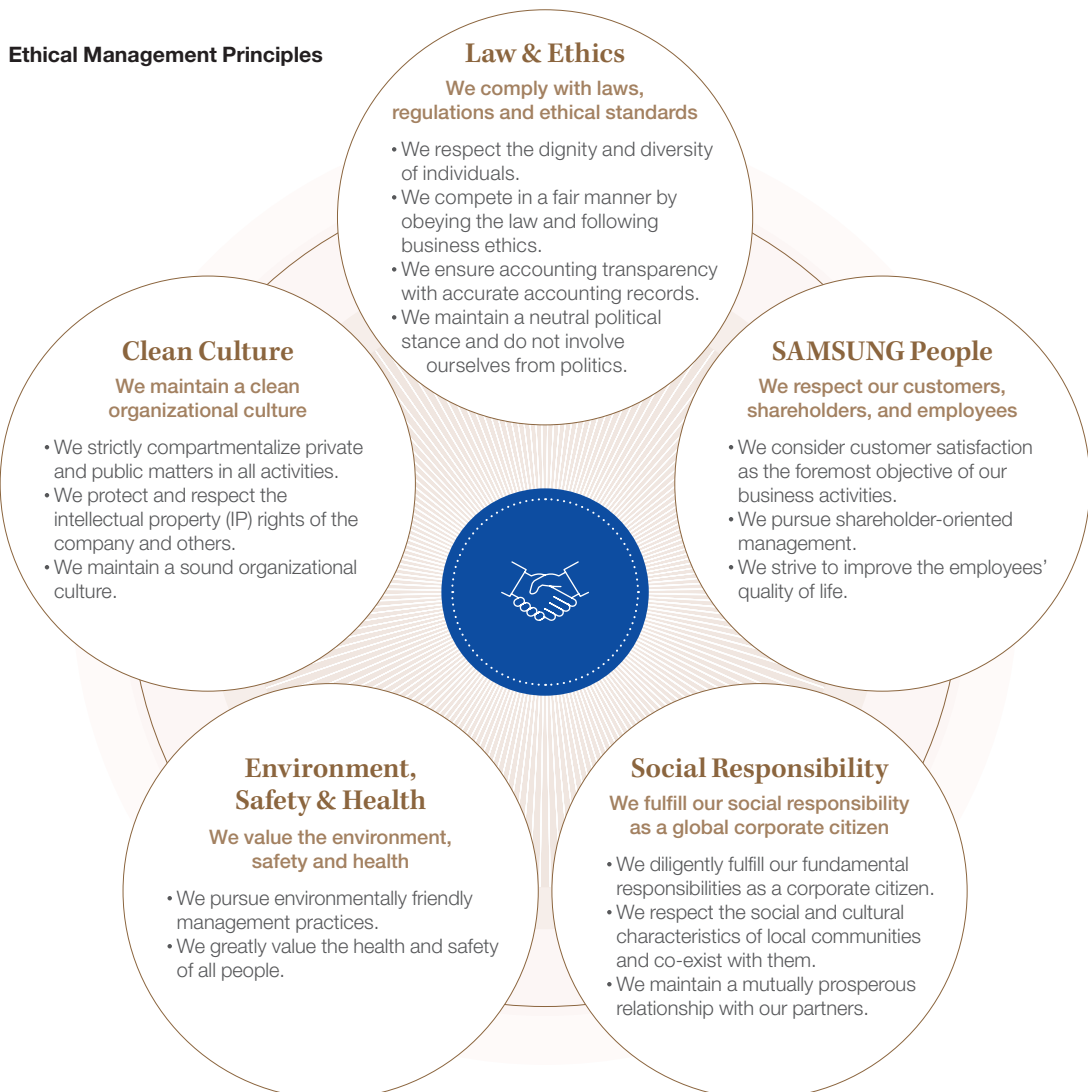 Ethical Management Principles
Law & Ethics
We comply with laws,
regulations and ethical standards
• We respect the dignity and diversity
of individuals.
• We compete in a fair manner by
obeying the law and following
business ethics.
• We ensure accounting transparency
with accurate accounting records.
• We maintain a neutral political
stance and do not involve
ourselves from politics.
Clean Culture
We maintain a clean
organizational culture
• We strictly compartmentalize private
and public matters in all activities.
• We protect and respect the
intellectual property (IP) rights of the
company and others.
• We maintain a sound organizational
culture.
SAMSUNG People
We respect our customers,
shareholders, and employees
• We consider customer satisfaction
as the foremost objective of our
business activities.
• We pursue shareholder-oriented
management.
• We strive to improve the employees’
quality of life.
Environment,
Safety & Health
We value the environment,
safety and health
• We pursue environmentally friendly
management practices.
• We greatly value the health and safety
of all people.
Social Responsibility
We fulfill our social responsibility
as a global corporate citizen
• We diligently fulfill our fundamental
responsibilities as a corporate citizen.
• We respect the social and cultural
characteristics of local communities
and co-exist with them.
• We maintain a mutually prosperous
relationship with our partners.